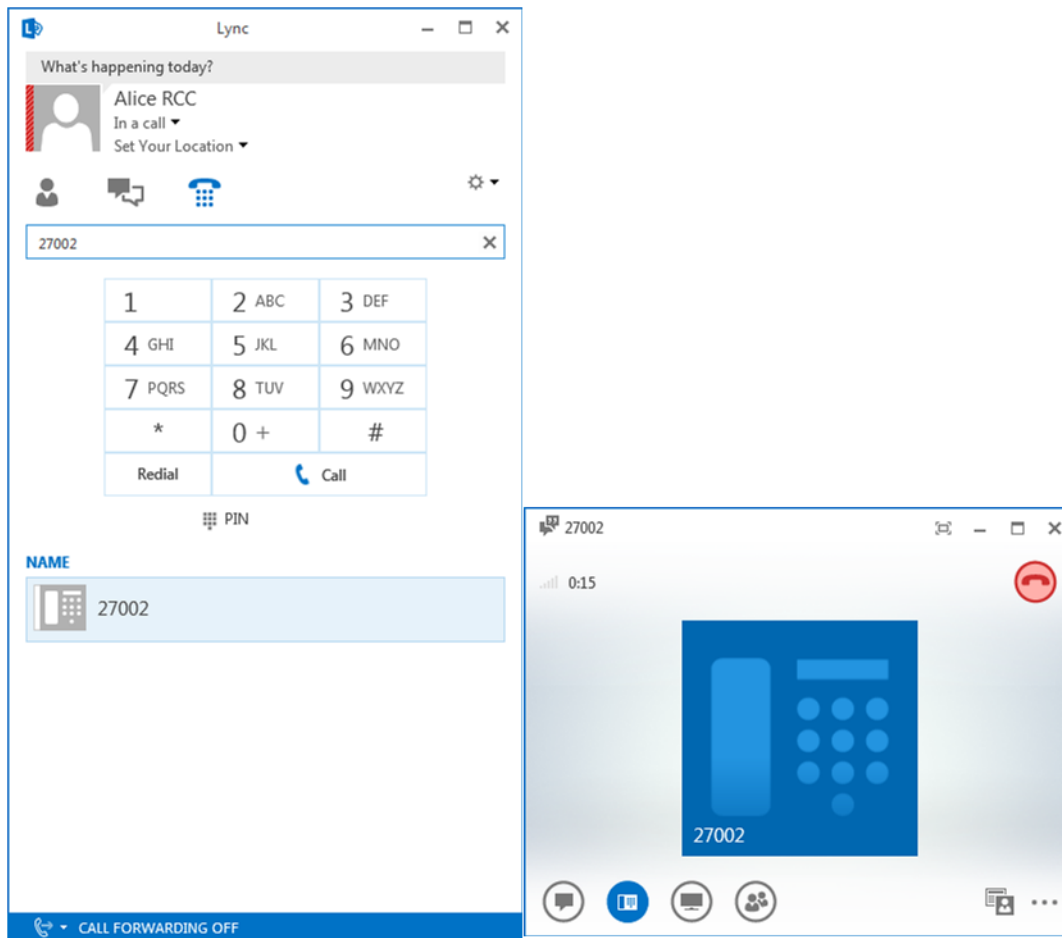 Lync
What's happening today?
Alice RCC
In a call
Set Your Location
27002
1
2 ABC
3 DEF
4 GHI
5 JKL
6 MNO
7 PQRS
8 TUV
9 WXYZ
*
0 +
#
Redial
Call
PIN
NAME
27002
CALL FORWARDING OFF
27002
0:15
27002